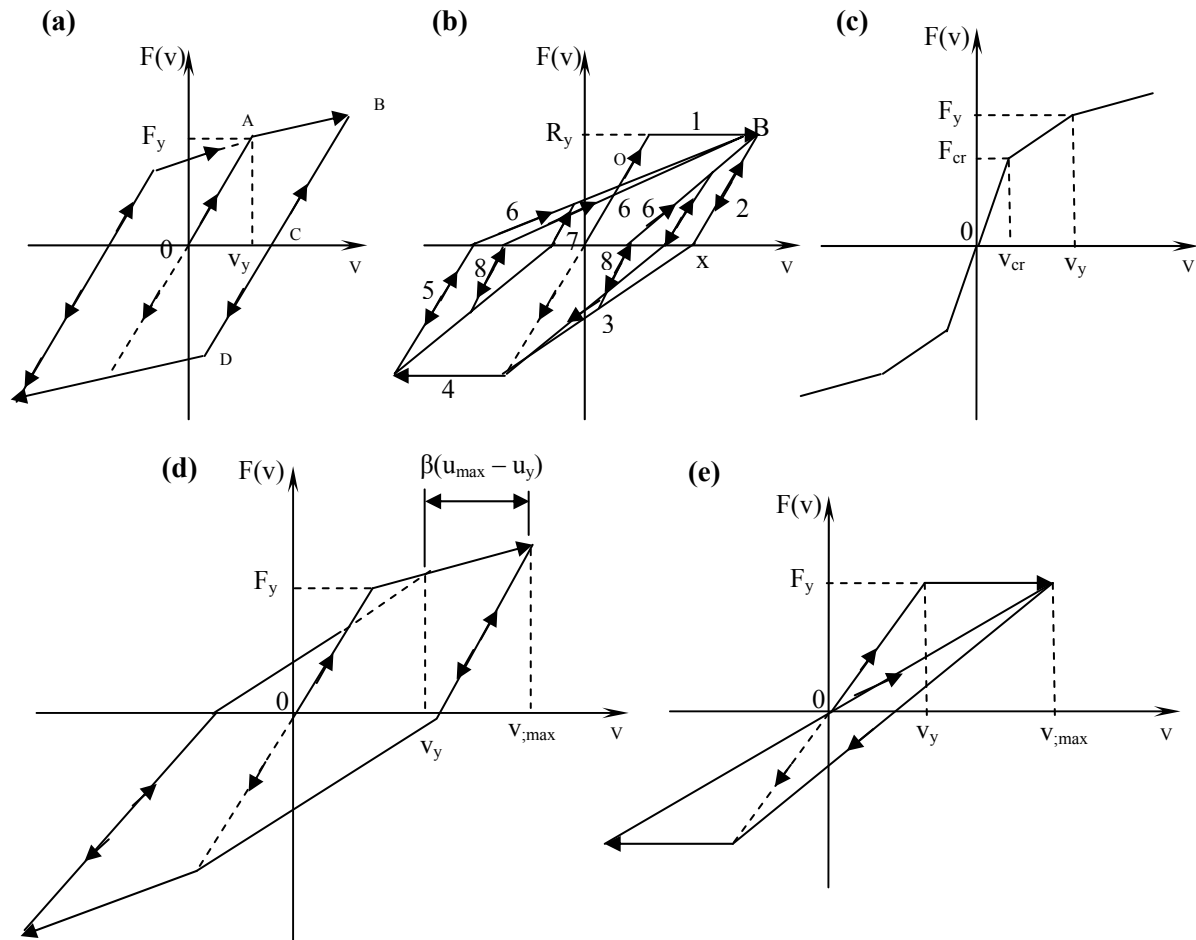 (a)
F(v)
A
B
F_y
0
C
v_y
v
D
(b)
F(v)
R_y
1
B
O
6
6
6
2
7
x
v
5
8
8
3
4
(c)
F(v)
F_y
F_cr
0
v_cr
v_y
v
(d)
F(v)
β(u_max – u_y)
F_y
0
v_y
v_;max
v
(e)
F(v)
F_y
0
v_y
v_;max
v